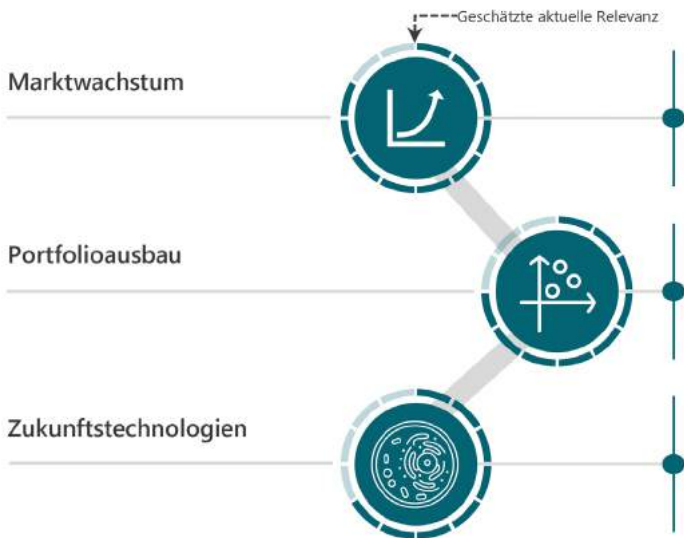 Geschätzte aktuelle Relevanz
Marktwachstum
Portfolioausbau
Zukunftstechnologien